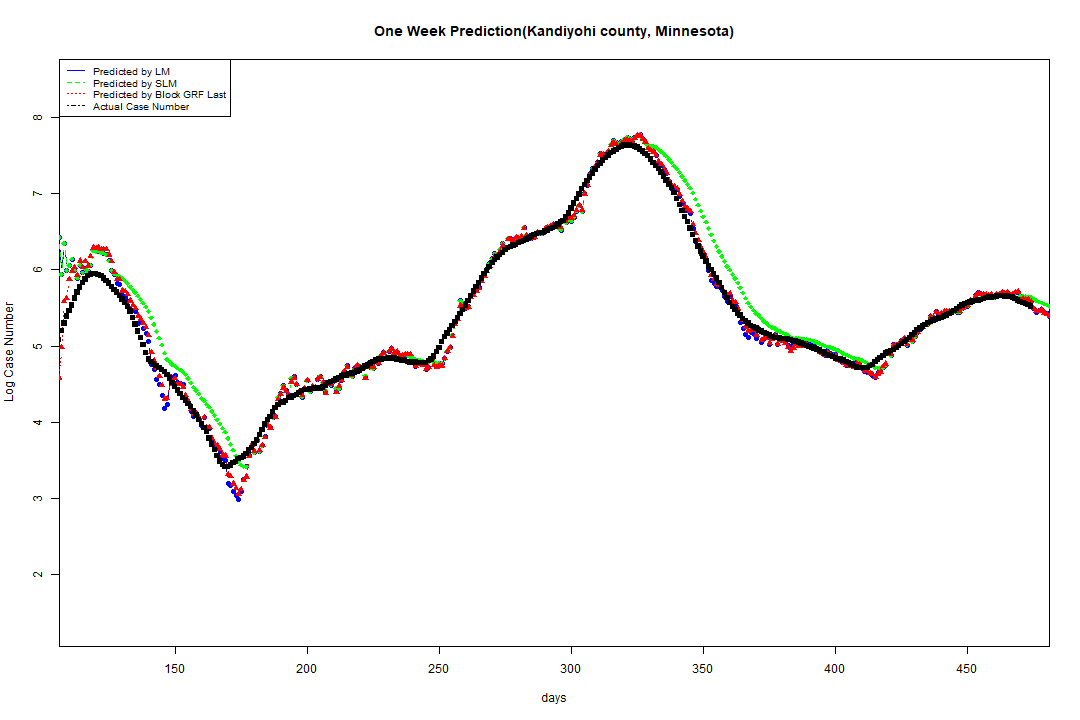 One Week Prediction(Kandiyohi county, Minnesota)
Predicted by LM
Predicted by SLM
Predicted by Block GRF Last
Actual Case Number
Log Case Number
8
7
6
5
4
3
2
150 200 250 300 350 400 450
days